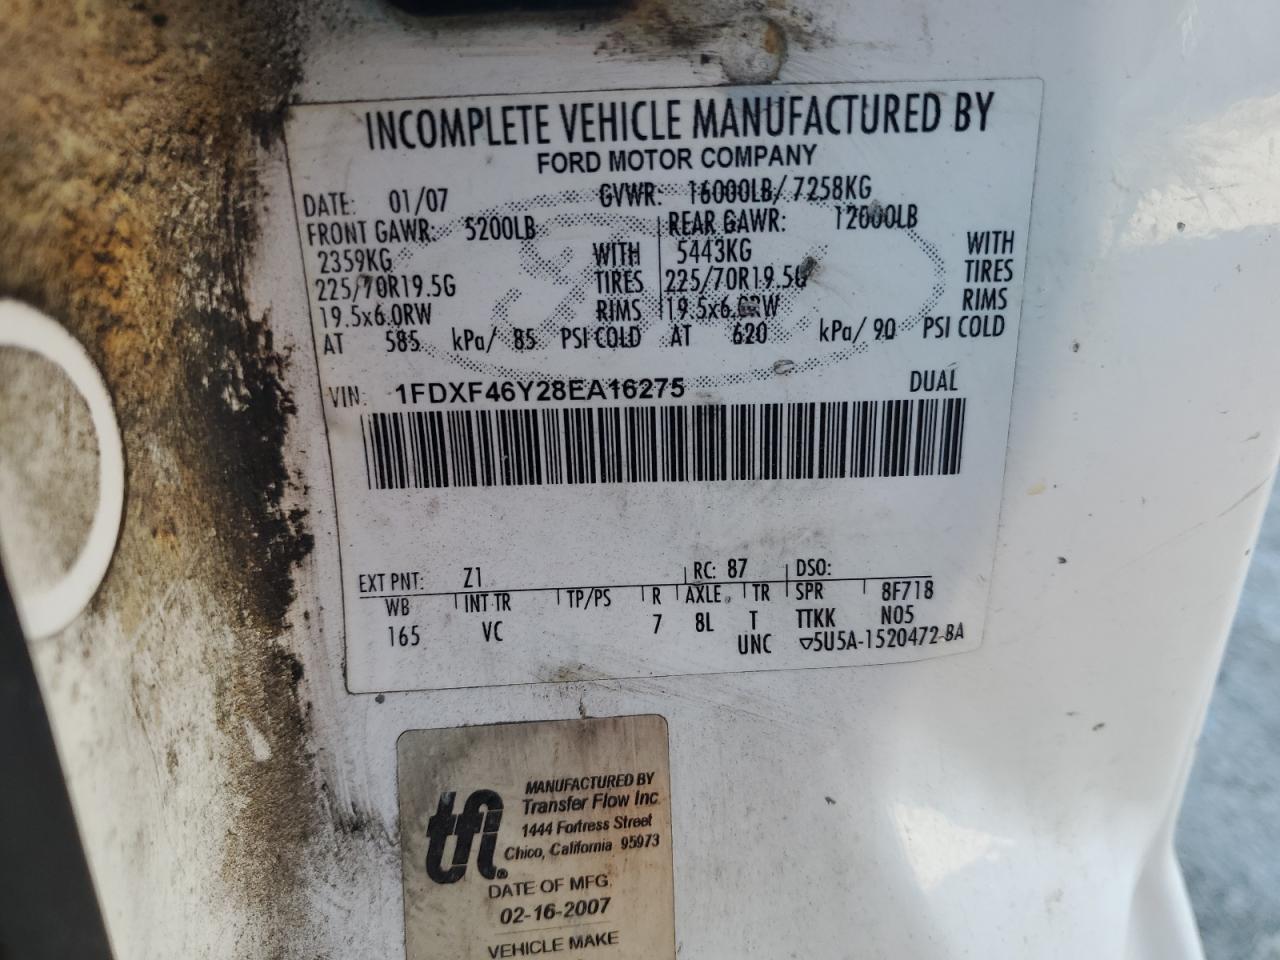 INCOMPLETE VEHICLE MANUFACTURED BY
FORD MOTOR COMPANY
DATE: 01/07 GVWR: 16000LB/ 7258KG
FRONT GAWR: 5200LB REAR GAWR: 12000LB
2359KG WITH 5443KG WITH
225/70R19.5G TIRES 225/70R19.5G TIRES
19.5x6.0RW RIMS 19.5x6.0RW RIMS
AT 585 kPa/ 85 PSI COLD AT 620 kPa/ 90 PSI COLD
VIN: 1FDXF46Y28EA16275 DUAL
EXT PNT: Z1 RC: 87 DSO:
WB INT TR TP/PS R AXLE TR SPR 8F718
165 VC 7 8L T TTKK N05
UNC ▽5U5A-1520472-BA
tfi®
MANUFACTURED BY
Transfer Flow Inc
1444 Fortress Street
Chico, California 95973
DATE OF MFG.
02-16-2007
VEHICLE MAKE